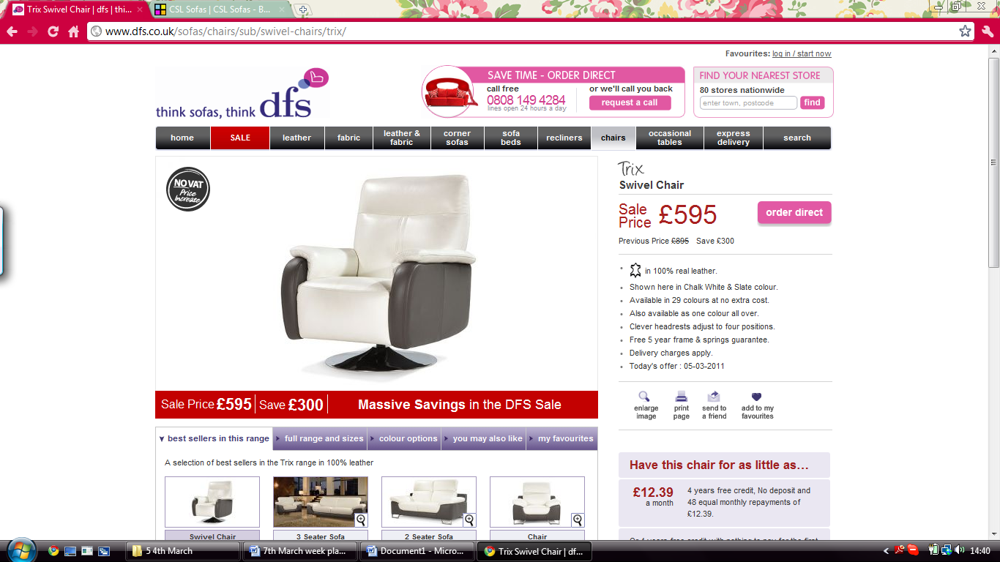 Trix Swivel Chair | dfs | thi...
CSL Sofas | CSL Sofas - B...
www.dfs.co.uk/sofas/chairs/sub/swivel-chairs/trix/
Favourites: log in / start now
think sofas, think dfs
SAVE TIME - ORDER DIRECT
call free
0808 149 4284
lines open 24 hours a day
or we'll call you back
request a call
FIND YOUR NEAREST STORE
80 stores nationwide
enter town, postcode
find
home
SALE
leather
fabric
leather &
fabric
corner
sofas
sofa
beds
recliners
chairs
occasional
tables
express
delivery
search
NO VAT
Price
Increase
Trix
Swivel Chair
Sale
Price
£595
order direct
Previous Price £895 Save £300
in 100% real leather.
Shown here in Chalk White & Slate colour.
Available in 29 colours at no extra cost.
Also available as one colour all over.
Clever headrests adjust to four positions.
Free 5 year frame & springs guarantee.
Delivery charges apply.
Today's offer : 05-03-2011
enlarge
image
print
page
send to
a friend
add to my
favourites
Sale Price £595 Save £300 Massive Savings in the DFS Sale
best sellers in this range
full range and sizes
colour options
you may also like
my favourites
A selection of best sellers in the Trix range in 100% leather
Swivel Chair
3 Seater Sofa
2 Seater Sofa
Chair
Have this chair for as little as...
£12.39
a month
4 years free credit, No deposit and
48 equal monthly repayments of
£12.39.
Or 4 years free credit with nothing to pay for the first
5 4th March
7th March week pla...
Document1 - Micro...
Trix Swivel Chair | df...
14:40